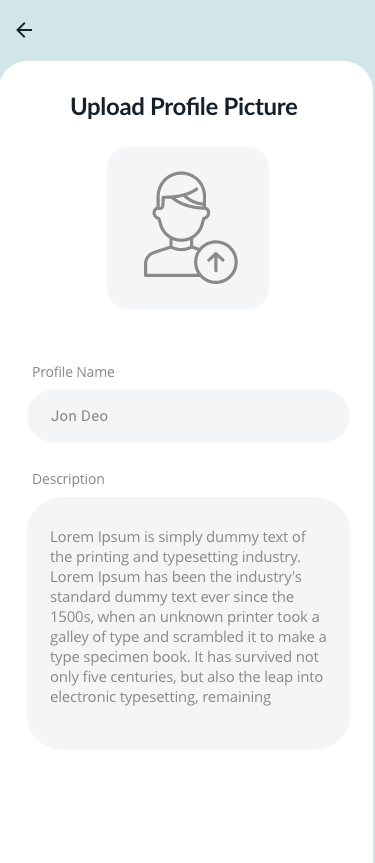 Upload Profile Picture
Profile Name
Jon Deo
Description
Lorem Ipsum is simply dummy text of
the printing and typesetting industry.
Lorem Ipsum has been the industry's
standard dummy text ever since the
1500s, when an unknown printer took a
galley of type and scrambled it to make a
type specimen book. It has survived not
only five centuries, but also the leap into
electronic typesetting, remaining